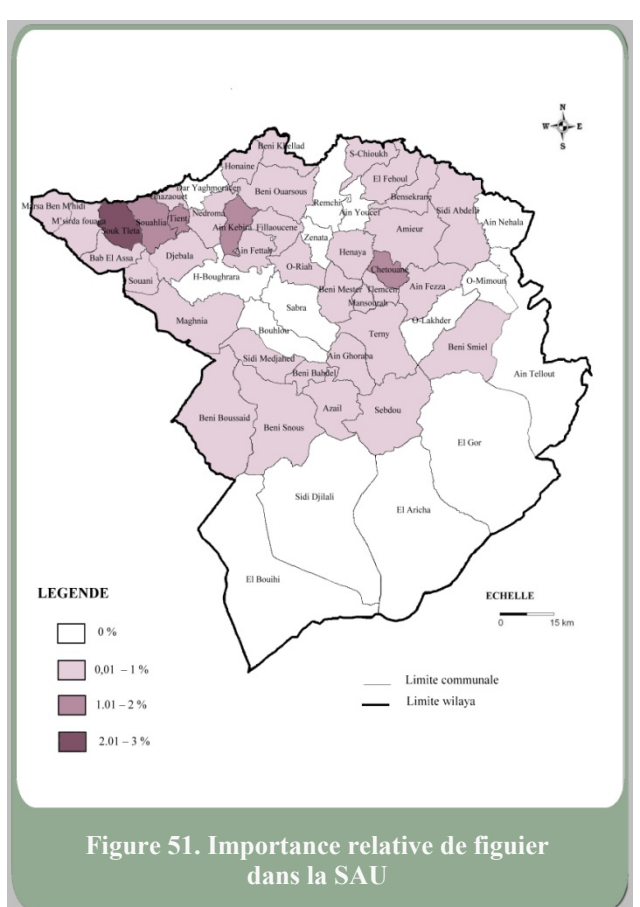 N
W E
S
Beni Khellad
S-Chioukh
Honaine
El Fehoul
Dar Yaghmoracen
Beni Ouarsous
Remchi
Bensekrane
Marsa Ben M'hidi
Ghazaouet
Nedroma
Ain Youcef
Sidi Abdelli
Ain Nehala
M'sirda fouaga
Souk Tleta
Souahlia
Tient
Ain Kebira
Fillaoucene
Zenata
Amieur
Bab El Assa
Djebala
Ain Fettah
Henaya
O-Riah
Chetouane
Souani
H-Boughrara
Beni Mester
Tlemcen
Ain Fezza
O-Mimoun
Mansourah
Sabra
Maghnia
Bouhlou
Terny
O-Lakhder
Beni Smiel
Sidi Medjahed
Ain Ghoraba
Beni Bahdel
Ain Tellout
Beni Boussaid
Beni Snous
Azail
Sebdou
El Gor
Sidi Djilali
El Aricha
El Bouihi
LEGENDE
ECHELLE
0 15 km
0 %
0,01 – 1 %
1.01 – 2 %
2.01 – 3 %
Limite communale
Limite wilaya
Figure 51. Importance relative de figuier
dans la SAU